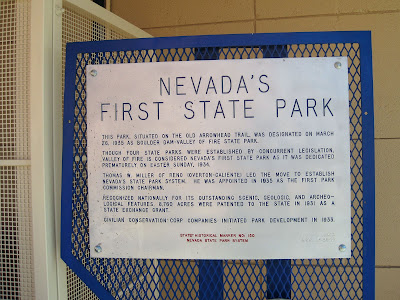 NEVADA'S
FIRST STATE PARK
THIS PARK, SITUATED ON THE OLD ARROWHEAD TRAIL, WAS DESIGNATED ON MARCH
26, 1935 AS BOULDER DAM-VALLEY OF FIRE STATE PARK.
THOUGH FOUR STATE PARKS WERE ESTABLISHED BY CONCURRENT LEGISLATION,
VALLEY OF FIRE IS CONSIDERED NEVADA'S FIRST STATE PARK AS IT WAS DEDICATED
PREMATURELY ON EASTER SUNDAY, 1934.
THOMAS W. MILLER OF RENO (OVERTON-CALIENTE) LED THE MOVE TO ESTABLISH
NEVADA'S STATE PARK SYSTEM. HE WAS APPOINTED IN 1935 AS THE FIRST PARK
COMMISSION CHAIRMAN.
RECOGNIZED NATIONALLY FOR ITS OUTSTANDING SCENIC, GEOLOGIC, AND ARCHEO-
LOGICAL FEATURES, 8,760 ACRES WERE PATENTED TO THE STATE IN 1931 AS A
STATE EXCHANGE GRANT.
CIVILIAN CONSERVATION CORP COMPANIES INITIATED PARK DEVELOPMENT IN 1933.
STATE HISTORICAL MARKER NO. 150
NEVADA STATE PARK SYSTEM